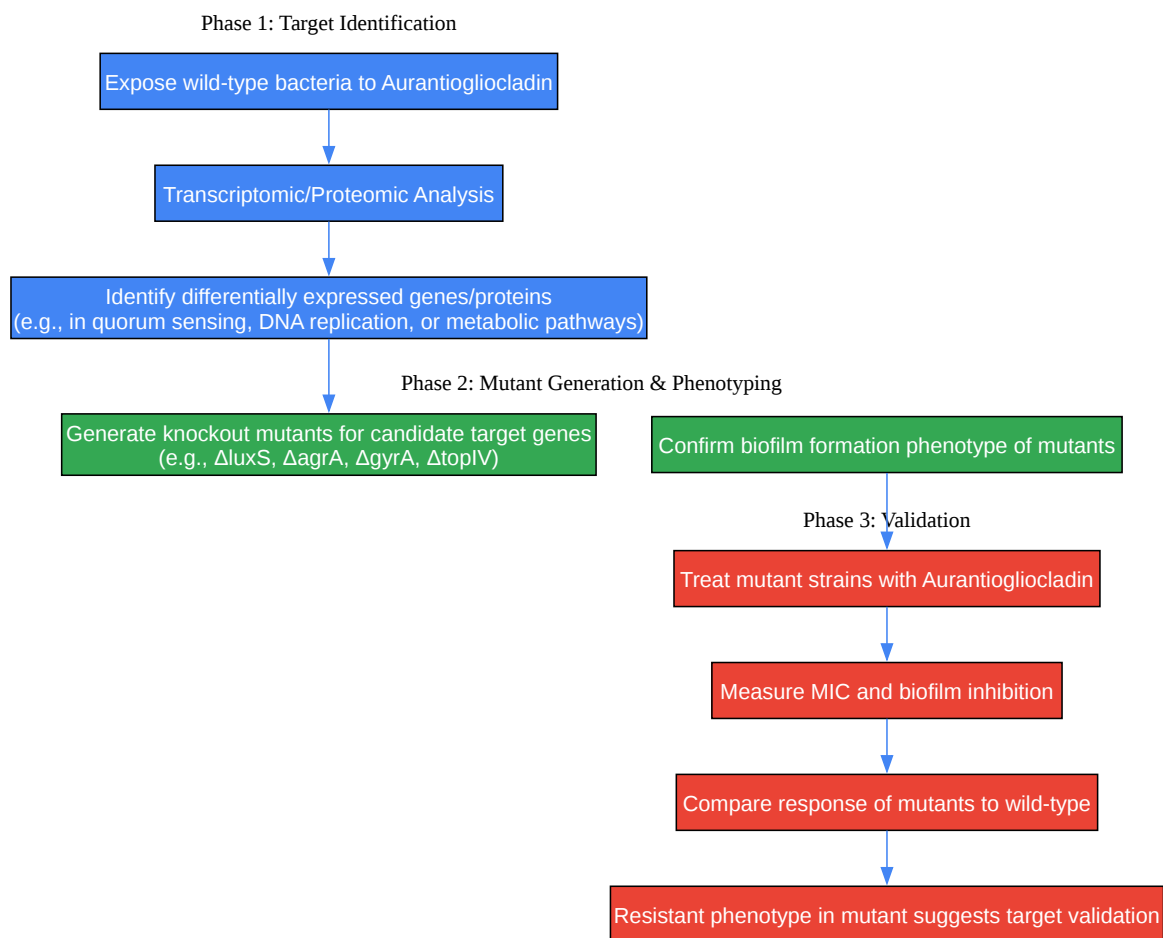 Phase 1: Target Identification
Expose wild-type bacteria to Aurantiogliocladin
Transcriptomic/Proteomic Analysis
Identify differentially expressed genes/proteins
(e.g., in quorum sensing, DNA replication, or metabolic pathways)
Phase 2: Mutant Generation & Phenotyping
Generate knockout mutants for candidate target genes
(e.g., ΔluxS, ΔagrA, ΔgyrA, ΔtopIV)
Confirm biofilm formation phenotype of mutants
Phase 3: Validation
Treat mutant strains with Aurantiogliocladin
Measure MIC and biofilm inhibition
Compare response of mutants to wild-type
Resistant phenotype in mutant suggests target validation